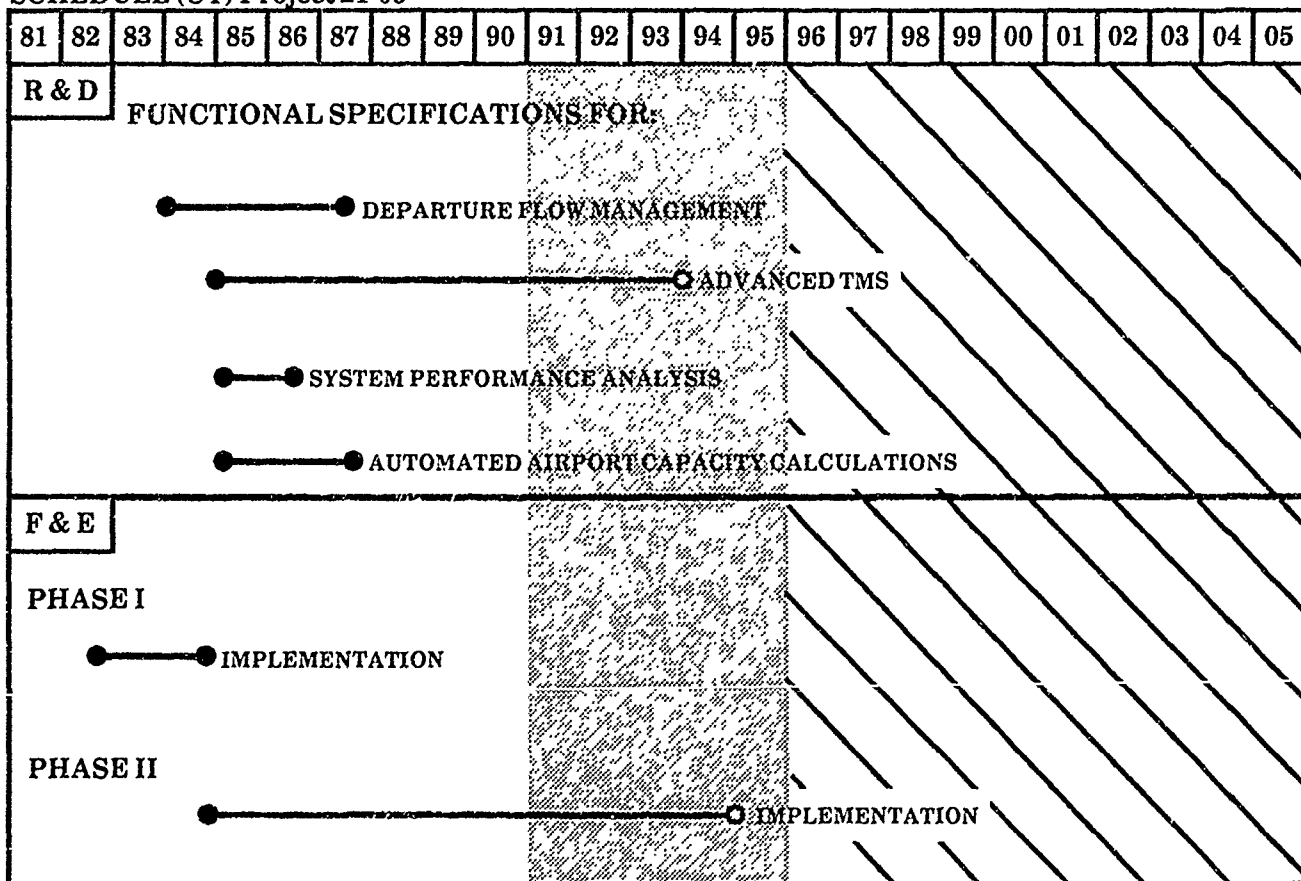 81 82 83 84 85 86 87 88 89 90 91 92 93 94 95 96 97 98 99 00 01 02 03 04 05
R & D
FUNCTIONAL SPECIFICATIONS FOR:
DEPARTURE FLOW MANAGEMENT
ADVANCED TMS
SYSTEM PERFORMANCE ANALYSIS
AUTOMATED AIRPORT CAPACITY CALCULATIONS
F & E
PHASE I
IMPLEMENTATION
PHASE II
IMPLEMENTATION